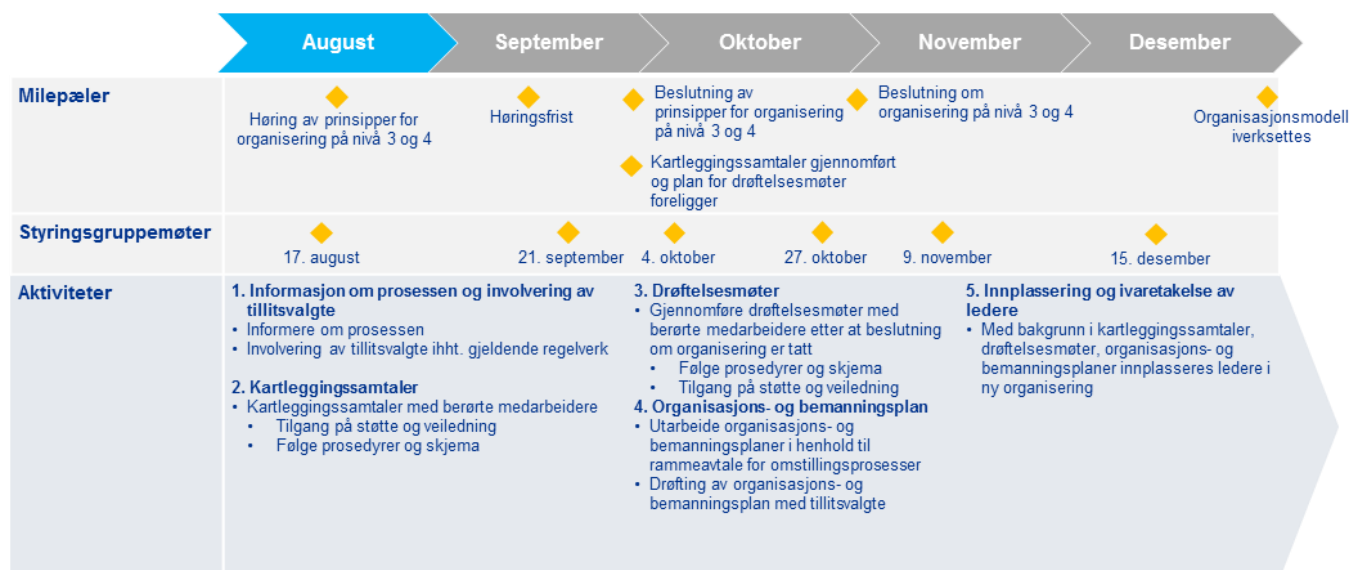 August
September
Oktober
November
Desember
Milepæler
Høring av prinsipper for
organisering på nivå 3 og 4
Høringsfrist
Beslutning av
prinsipper for organisering
på nivå 3 og 4
Kartleggingssamtaler gjennomført
og plan for drøftelsesmøter
foreligger
Beslutning om
organisering på nivå 3 og 4
Organisasjonsmodell
iverksettes
Styringsgruppemøter
17. august
21. september
4. oktober
27. oktober
9. november
15. desember
Aktiviteter
1. Informasjon om prosessen og involvering av
tillitsvalgte
• Informere om prosessen
• Involvering av tillitsvalgte ihht. gjeldende regelverk
2. Kartleggingssamtaler
• Kartleggingssamtaler med berørte medarbeidere
• Tilgang på støtte og veiledning
• Følge prosedyrer og skjema
3. Drøftelsesmøter
• Gjennomføre drøftelsesmøter med
berørte medarbeidere etter at beslutning
om organisering er tatt
• Følge prosedyrer og skjema
• Tilgang på støtte og veiledning
4. Organisasjons- og bemanningsplan
• Utarbeide organisasjons- og
bemanningsplaner i henhold til
rammeavtale for omstillingsprosesser
• Drøfting av organisasjons- og
bemanningsplan med tillitsvalgte
5. Innplassering og ivaretakelse av
ledere
• Med bakgrunn i kartleggingssamtaler,
drøftelsesmøter, organisasjons- og
bemanningsplaner innplasseres ledere i
ny organisering